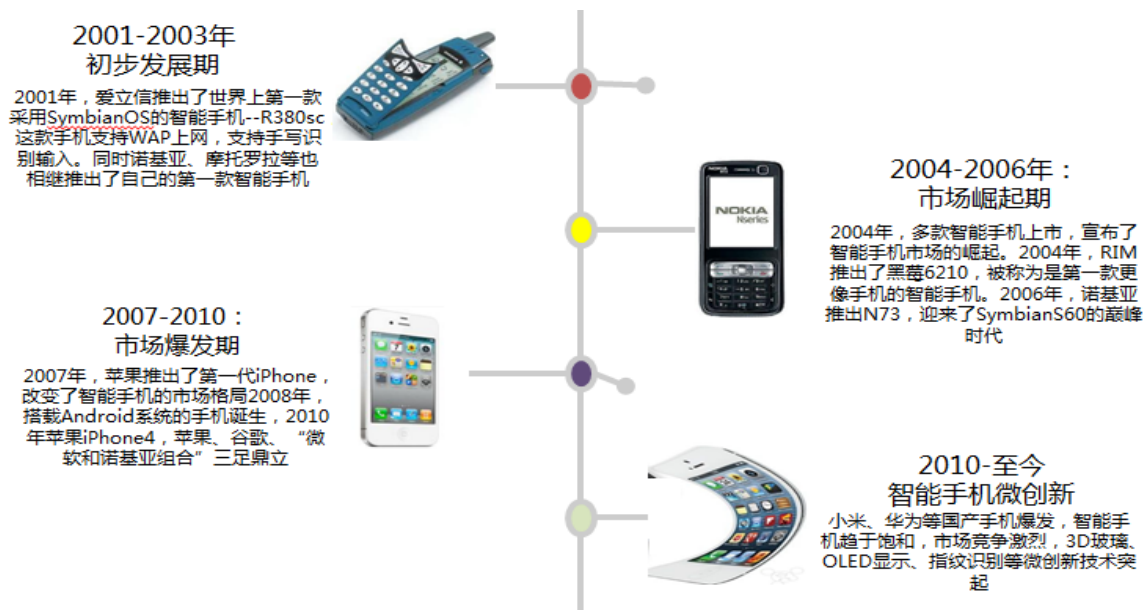 2001-2003年
初步发展期
2001年，爱立信推出了世界上第一款
采用SymbianOS的智能手机--R380sc
这款手机支持WAP上网，支持手写识
别输入。同时诺基亚、摩托罗拉等也
相继推出了自己的第一款智能手机
NOKIA
Nseries
2004-2006年：
市场崛起期
2004年，多款智能手机上市，宣布了
智能手机市场的崛起。2004年，RIM
推出了黑莓6210，被称为是第一款更
像手机的智能手机。2006年，诺基亚
推出N73，迎来了SymbianS60的巅峰
时代
2007-2010：
市场爆发期
2007年，苹果推出了第一代iPhone，
改变了智能手机的市场格局2008年，
搭载Android系统的手机诞生，2010
年苹果iPhone4，苹果、谷歌、“微
软和诺基亚组合”三足鼎立
2010-至今
智能手机微创新
小米、华为等国产手机爆发，智能手
机趋于饱和，市场竞争激烈，3D玻璃、
OLED显示、指纹识别等微创新技术突
起